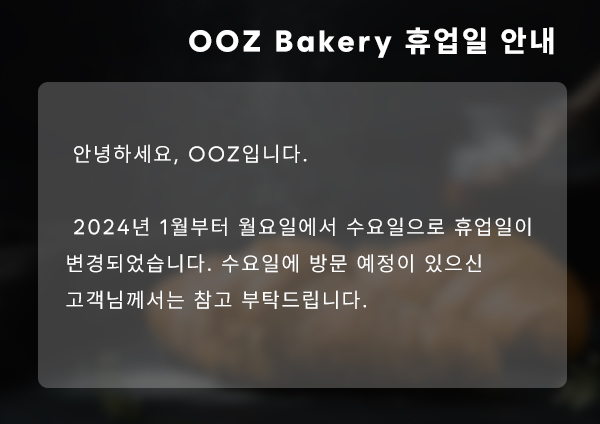 OOZ Bakery 휴업일 안내
안녕하세요, OOZ입니다.
2024년 1월부터 월요일에서 수요일으로 휴업일이
변경되었습니다. 수요일에 방문 예정이 있으신
고객님께서는 참고 부탁드립니다.